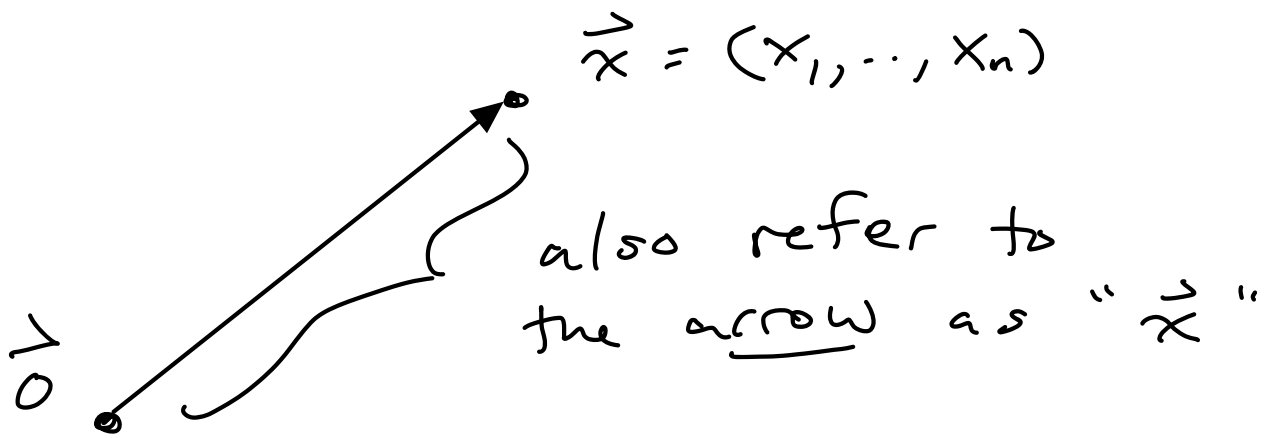 x⃗ = (x₁, .., xₙ)
also refer to
the arrow as " x⃗ "
0⃗